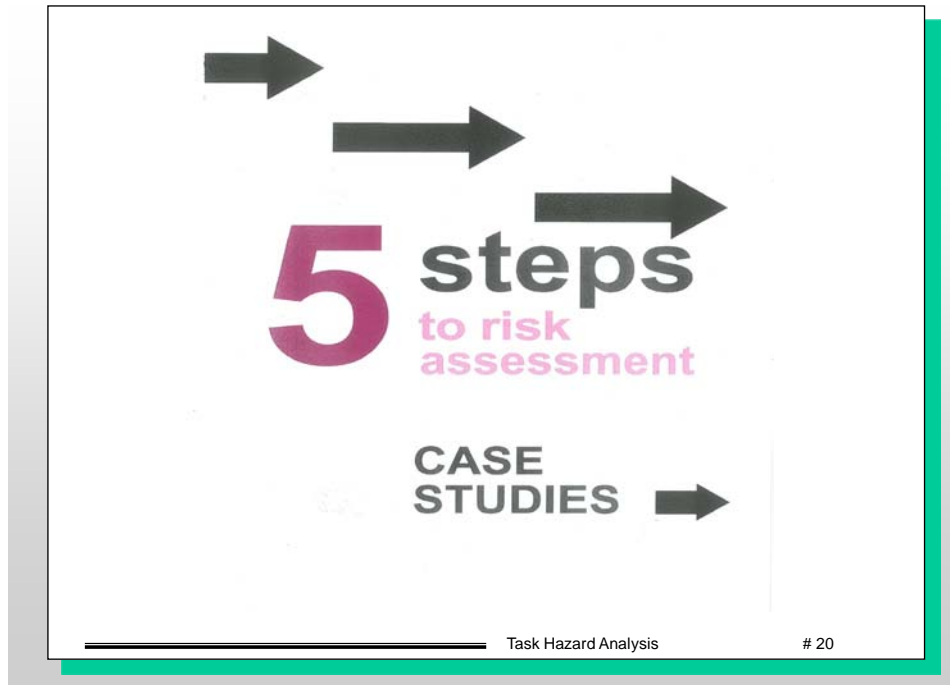 5 steps
to risk
assessment
CASE
STUDIES
Task Hazard Analysis # 20